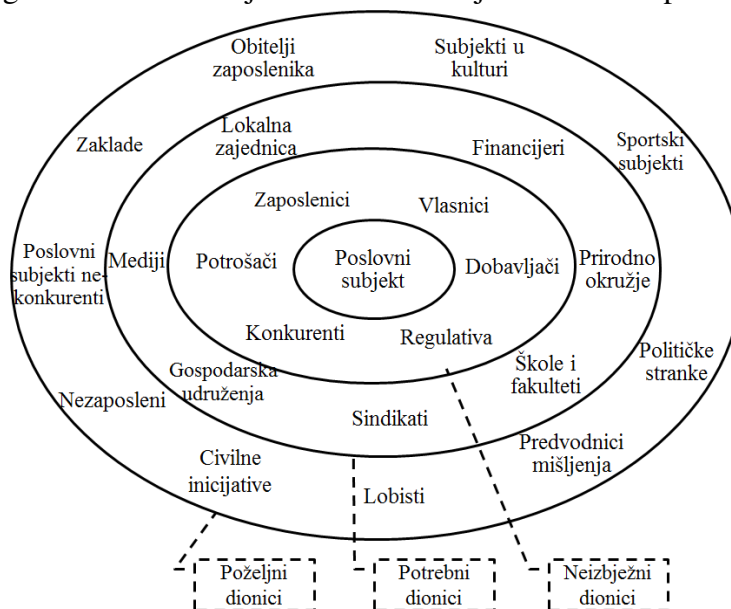 Obitelji
zaposlenika
Subjekti u
kulturi
Zaklade
Lokalna
zajednica
Financijeri
Sportski
subjekti
Zaposlenici
Vlasnici
Poslovni
subjekti ne-
konkurenti
Mediji
Potrošači
Poslovni
subjekt
Dobavljači
Prirodno
okružje
Konkurenti
Regulativa
Gospodarska
udruženja
Škole i
fakulteti
Političke
stranke
Nezaposleni
Sindikati
Predvodnici
mišljenja
Civilne
inicijative
Lobisti
Poželjni
dionici
Potrebni
dionici
Neizbježni
dionici